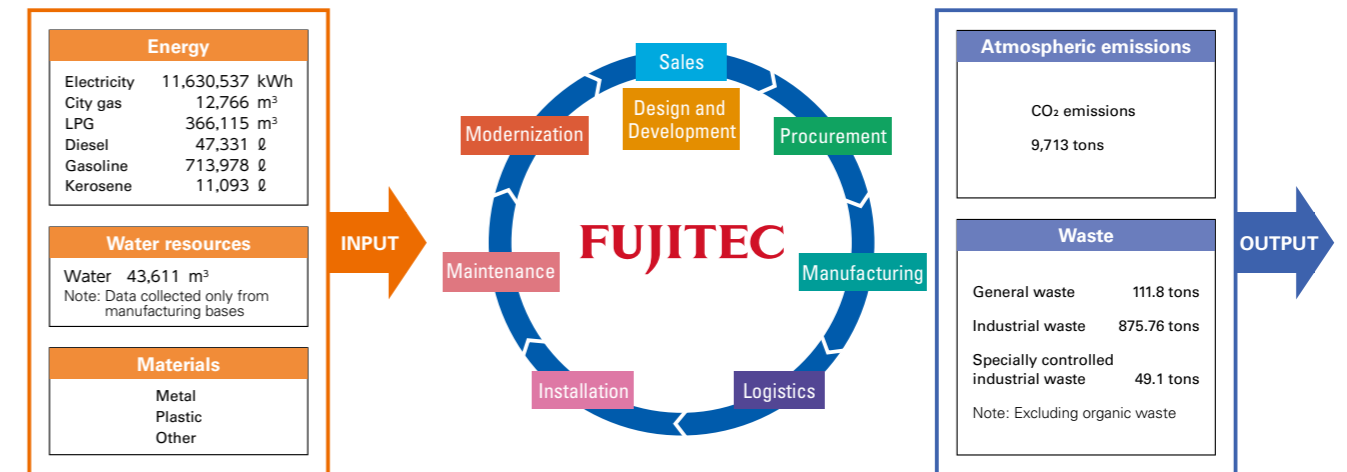 Energy
Electricity 11,630,537 kWh
City gas 12,766 m³
LPG 366,115 m³
Diesel 47,331 ℓ
Gasoline 713,978 ℓ
Kerosene 11,093 ℓ
Water resources
Water 43,611 m³
Note: Data collected only from
manufacturing bases
Materials
Metal
Plastic
Other
INPUT
Sales
Design and
Development
Modernization
Procurement
FUJITEC
Maintenance
Manufacturing
Installation
Logistics
Atmospheric emissions
CO₂ emissions
9,713 tons
Waste
General waste 111.8 tons
Industrial waste 875.76 tons
Specially controlled
industrial waste 49.1 tons
Note: Excluding organic waste
OUTPUT